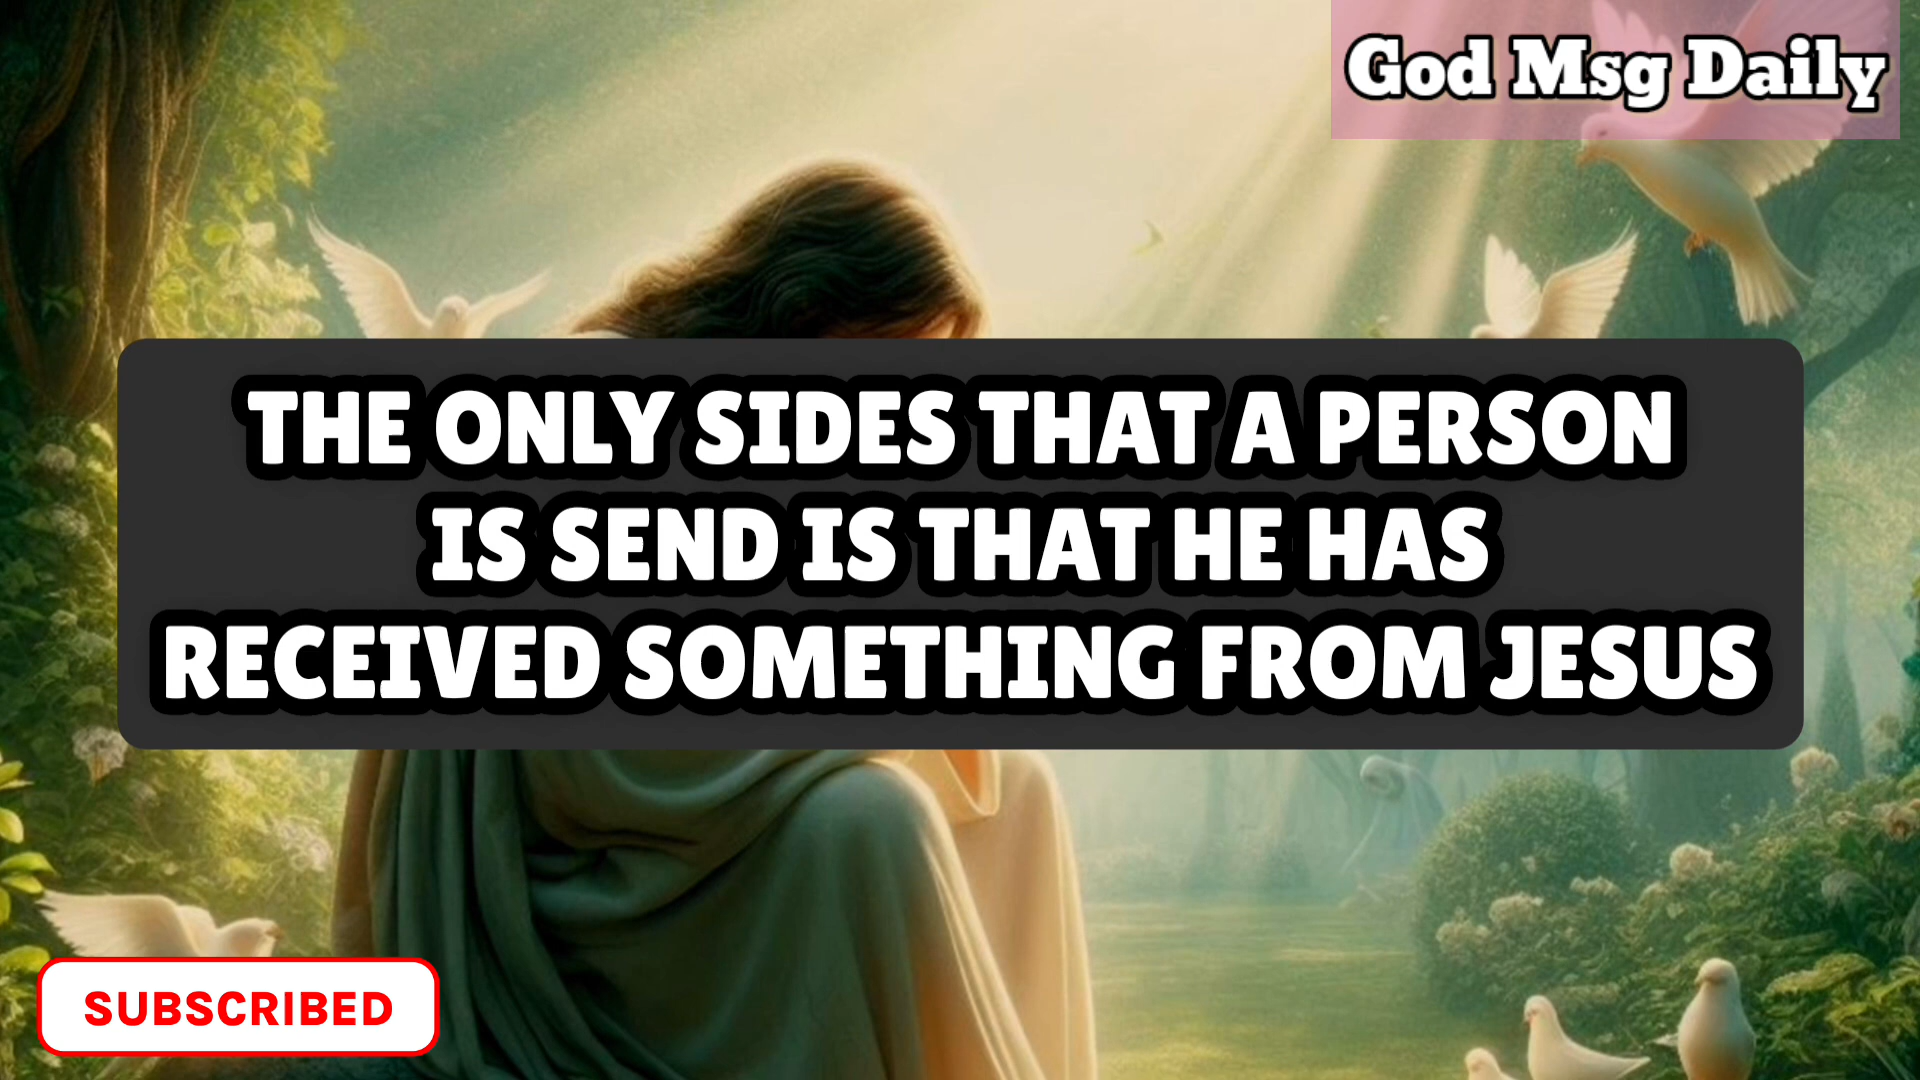 God Msg Daily
THE ONLY SIDES THAT A PERSON
IS SEND IS THAT HE HAS
RECEIVED SOMETHING FROM JESUS
SUBSCRIBED